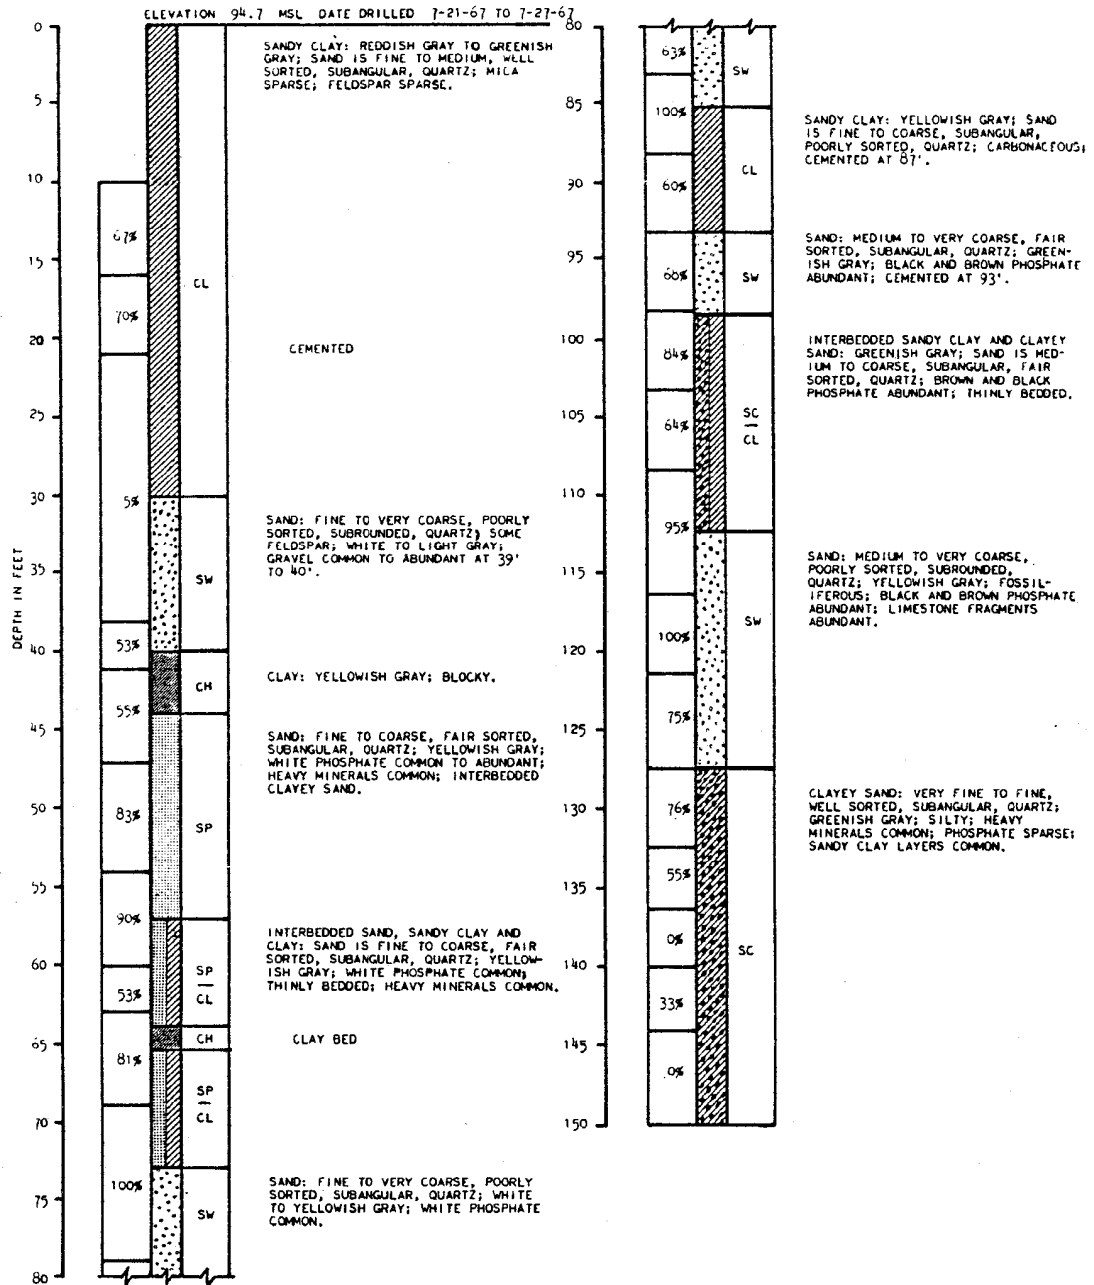 ELEVATION 94.7 MSL DATE DRILLED 7-21-67 TO 7-27-67
DEPTH IN FEET
0
5
10
15
20
25
30
35
40
45
50
55
60
65
70
75
80
67%
70%
5%
53%
55%
83%
90%
53%
81%
100%
CL
SW
CH
SP
SP
CL
CH
SP
CL
SW
SANDY CLAY: REDDISH GRAY TO GREENISH
GRAY; SAND IS FINE TO MEDIUM, WELL
SORTED, SUBANGULAR, QUARTZ; MICA
SPARSE; FELDSPAR SPARSE.
CEMENTED
SAND: FINE TO VERY COARSE, POORLY
SORTED, SUBROUNDED, QUARTZ; SOME
FELDSPAR; WHITE TO LIGHT GRAY;
GRAVEL COMMON TO ABUNDANT AT 39'
TO 40'.
CLAY: YELLOWISH GRAY; BLOCKY.
SAND: FINE TO COARSE, FAIR SORTED,
SUBANGULAR, QUARTZ; YELLOWISH GRAY;
WHITE PHOSPHATE COMMON TO ABUNDANT;
HEAVY MINERALS COMMON; INTERBEDDED
CLAYEY SAND.
INTERBEDDED SAND, SANDY CLAY AND
CLAY: SAND IS FINE TO COARSE, FAIR
SORTED, SUBANGULAR, QUARTZ; YELLOW-
ISH GRAY; WHITE PHOSPHATE COMMON;
THINLY BEDDED; HEAVY MINERALS COMMON.
CLAY BED
SAND: FINE TO VERY COARSE, POORLY
SORTED, SUBANGULAR, QUARTZ; WHITE
TO YELLOWISH GRAY; WHITE PHOSPHATE
COMMON.
80
85
90
95
100
105
110
115
120
125
130
135
140
145
150
63%
100%
60%
68%
84%
64%
95%
100%
75%
76%
55%
0%
33%
0%
SW
CL
SW
SC
CL
SW
SC
SANDY CLAY: YELLOWISH GRAY; SAND
IS FINE TO COARSE, SUBANGULAR,
POORLY SORTED, QUARTZ; CARBONACEOUS;
CEMENTED AT 87'.
SAND: MEDIUM TO VERY COARSE, FAIR
SORTED, SUBANGULAR, QUARTZ; GREEN-
ISH GRAY; BLACK AND BROWN PHOSPHATE
ABUNDANT; CEMENTED AT 93'.
INTERBEDDED SANDY CLAY AND CLAYEY
SAND: GREENISH GRAY; SAND IS MED-
IUM TO COARSE, SUBANGULAR, FAIR
SORTED, QUARTZ; BROWN AND BLACK
PHOSPHATE ABUNDANT; THINLY BEDDED.
SAND: MEDIUM TO VERY COARSE,
POORLY SORTED, SUBROUNDED,
QUARTZ; YELLOWISH GRAY; FOSSIL-
IFEROUS; BLACK AND BROWN PHOSPHATE
ABUNDANT; LIMESTONE FRAGMENTS
ABUNDANT.
CLAYEY SAND: VERY FINE TO FINE,
WELL SORTED, SUBANGULAR, QUARTZ;
GREENISH GRAY; SILTY; HEAVY
MINERALS COMMON; PHOSPHATE SPARSE;
SANDY CLAY LAYERS COMMON.